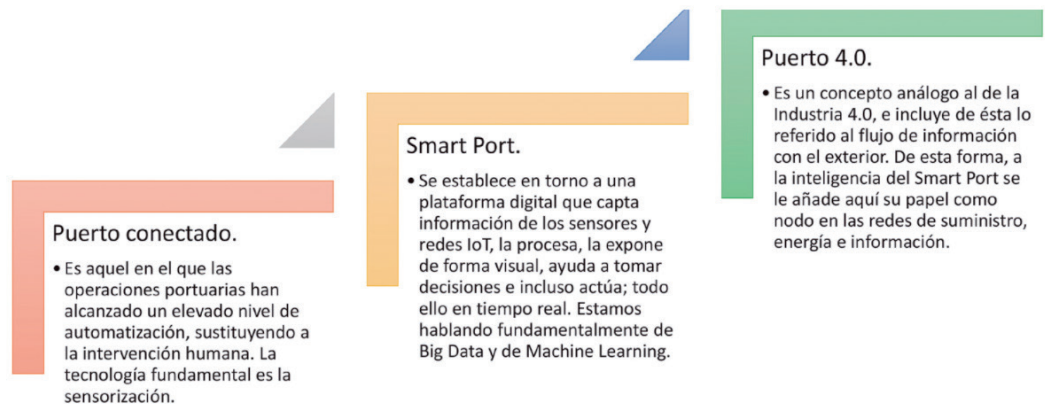 Puerto conectado.
• Es aquel en el que las
operaciones portuarias han
alcanzado un elevado nivel de
automatización, sustituyendo a
la intervención humana. La
tecnología fundamental es la
sensorización.
Smart Port.
• Se establece en torno a una
plataforma digital que capta
información de los sensores y
redes IoT, la procesa, la expone
de forma visual, ayuda a tomar
decisiones e incluso actúa; todo
ello en tiempo real. Estamos
hablando fundamentalmente de
Big Data y de Machine Learning.
Puerto 4.0.
• Es un concepto análogo al de la
Industria 4.0, e incluye de ésta lo
referido al flujo de información
con el exterior. De esta forma, a
la inteligencia del Smart Port se
le añade aquí su papel como
nodo en las redes de suministro,
energía e información.